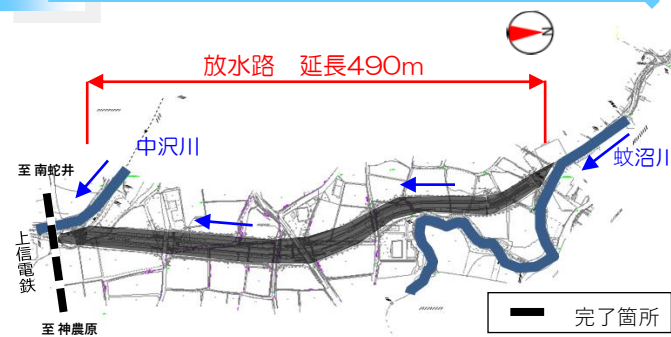 N
放水路 延長490m
中沢川
蚊沼川
至 南蛇井
上信電鉄
至 神農原
完了箇所